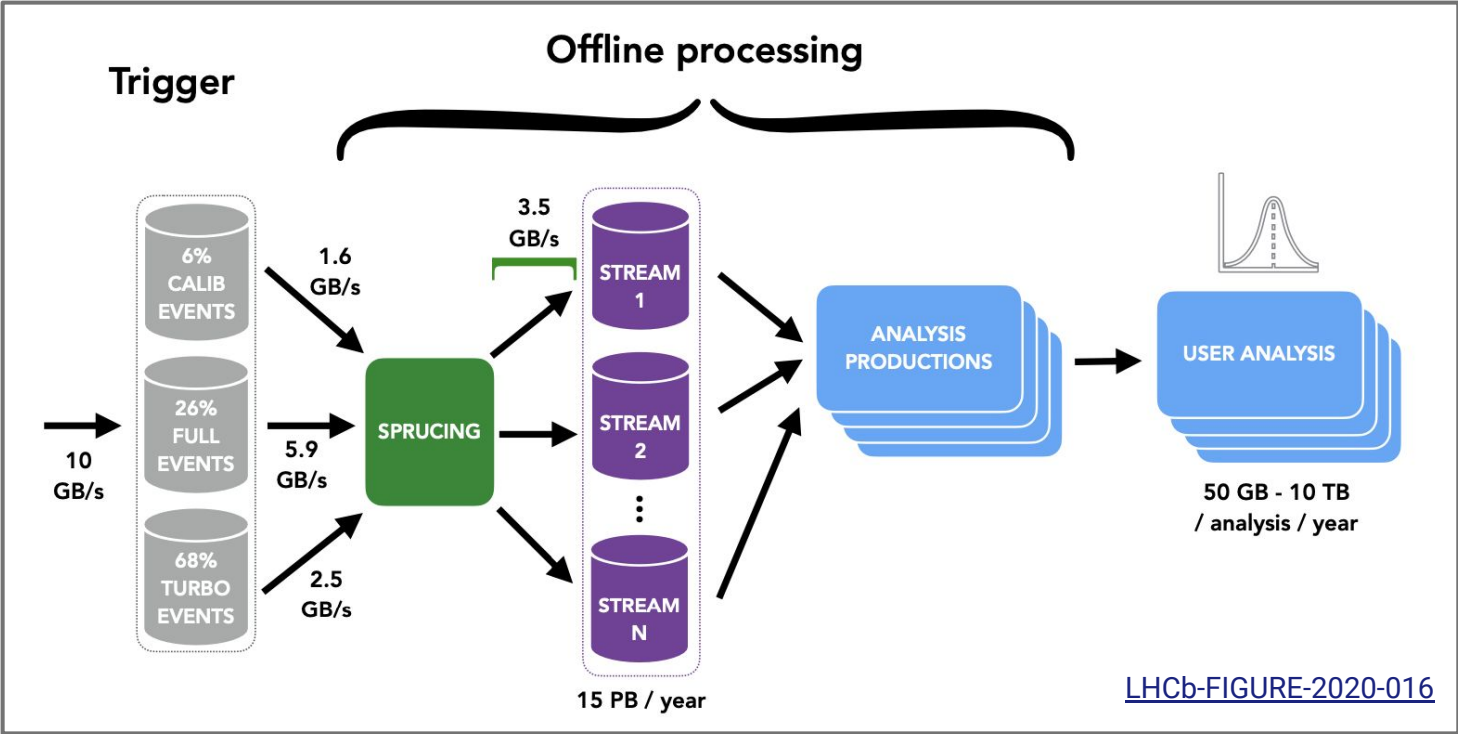 Offline processing
Trigger
10
GB/s
6%
CALIB
EVENTS
26%
FULL
EVENTS
68%
TURBO
EVENTS
1.6
GB/s
5.9
GB/s
2.5
GB/s
SPRUCING
3.5
GB/s
STREAM
1
STREAM
2
STREAM
N
15 PB / year
ANALYSIS
PRODUCTIONS
USER ANALYSIS
50 GB - 10 TB
/ analysis / year
LHCb-FIGURE-2020-016